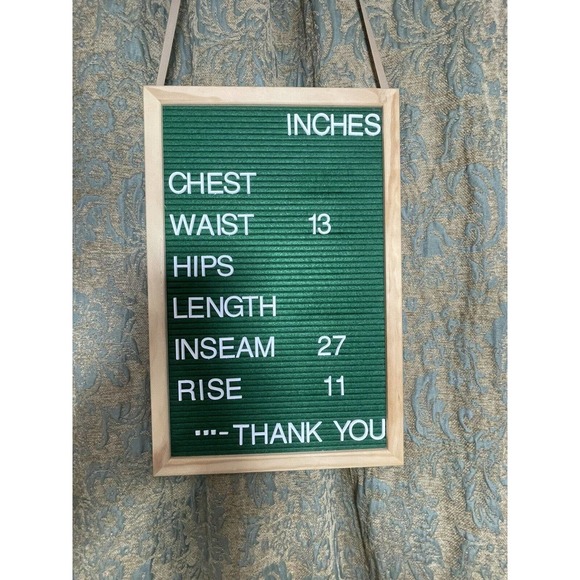 INCHES
CHEST
WAIST 13
HIPS
LENGTH
INSEAM 27
RISE 11
...-THANK YOU